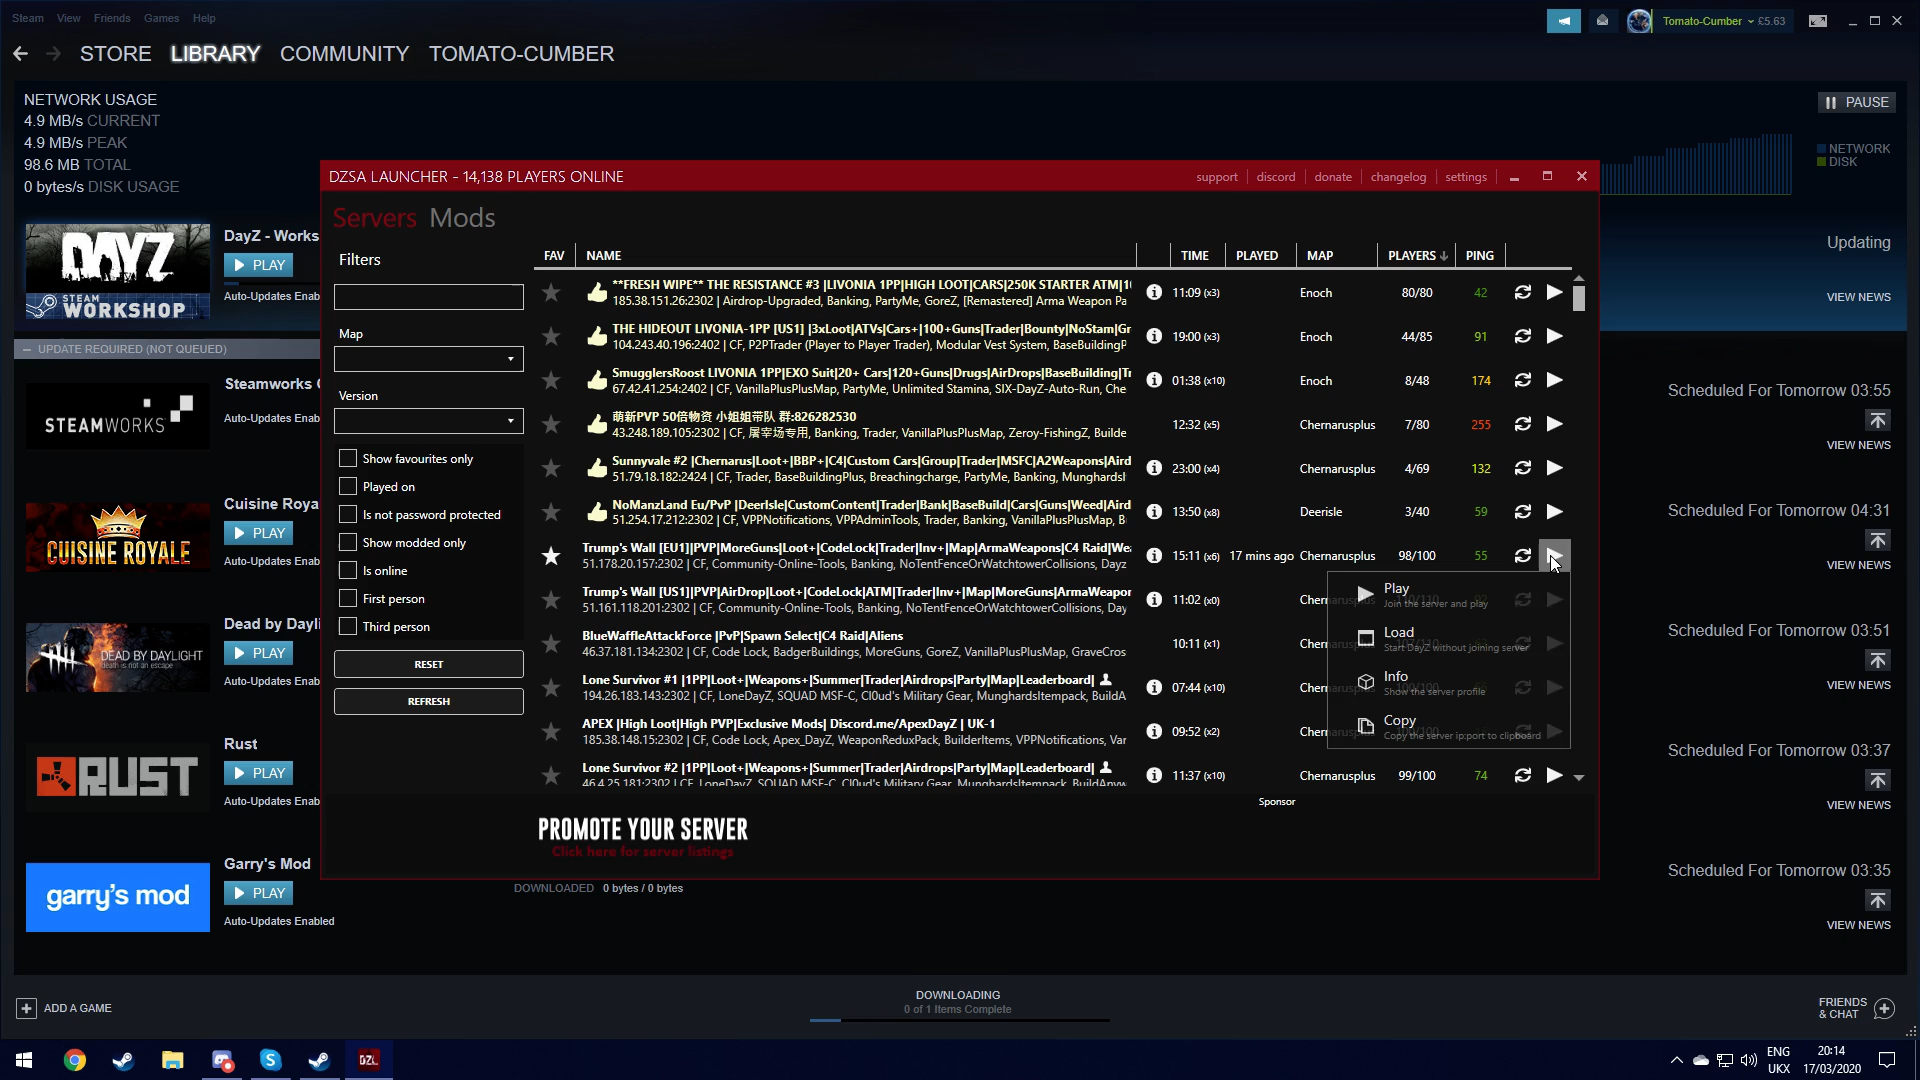 Steam View Friends Games Help
Tomato-Cumber £5.63
STORE LIBRARY COMMUNITY TOMATO-CUMBER
NETWORK USAGE
4.9 MB/s CURRENT
4.9 MB/s PEAK
98.6 MB TOTAL
0 bytes/s DISK USAGE
PAUSE
NETWORK
DISK
DAYZ
STEAM
WORKSHOP
DayZ - Works
PLAY
Auto-Updates Enab
Updating
VIEW NEWS
UPDATE REQUIRED (NOT QUEUED)
STEAMWORKS
Steamworks
Auto-Updates Enab
Scheduled For Tomorrow 03:55
VIEW NEWS
CUISINE ROYALE
Cuisine Roya
PLAY
Auto-Updates Enab
Scheduled For Tomorrow 04:31
VIEW NEWS
DEAD BY DAYLIGHT
Dead by Dayli
PLAY
Auto-Updates Enab
Scheduled For Tomorrow 03:51
VIEW NEWS
RUST
Rust
PLAY
Auto-Updates Enab
Scheduled For Tomorrow 03:37
VIEW NEWS
garry's mod
Garry's Mod
PLAY
Auto-Updates Enabled
Scheduled For Tomorrow 03:35
VIEW NEWS
DZSA LAUNCHER - 14,138 PLAYERS ONLINE
support discord donate changelog settings
Servers Mods
Filters
Map
Version
Show favourites only
Played on
Is not password protected
Show modded only
Is online
First person
Third person
RESET
REFRESH
FAV NAME TIME PLAYED MAP PLAYERS PING
**FRESH WIPE** THE RESISTANCE #3 |LIVONIA 1PP|HIGH LOOT|CARS|250K STARTER ATM|1
185.38.151.26:2302 | Airdrop-Upgraded, Banking, PartyMe, GoreZ, [Remastered] Arma Weapon Pa
11:09 (x3) Enoch 80/80 42
THE HIDEOUT LIVONIA-1PP [US1] |3xLoot|ATVs|Cars+|100+Guns|Trader|Bounty|NoStam|Gr
104.243.40.196:2402 | CF, P2PTrader (Player to Player Trader), Modular Vest System, BaseBuildingP
19:00 (x3) Enoch 44/85 91
SmugglersRoost LIVONIA 1PP|EXO Suit|20+ Cars|120+Guns|Drugs|AirDrops|BaseBuilding|Tr
67.42.41.254:2402 | CF, VanillaPlusPlusMap, PartyMe, Unlimited Stamina, SIX-DayZ-Auto-Run, Che
01:38 (x10) Enoch 8/48 174
萌新PVP 50倍物资 小姐姐带队 群:826282530
43.248.189.105:2302 | CF, 屠宰场专用, Banking, Trader, VanillaPlusPlusMap, Zeroy-FishingZ, Builde
12:32 (x5) Chernarusplus 7/80 255
Sunnyvale #2 |Chernarus|Loot+|BBP+|C4|Custom Cars|Group|Trader|MSFC|A2Weapons|Aird
51.79.18.182:2424 | CF, Trader, BaseBuildingPlus, Breachingcharge, PartyMe, Banking, MunghardsI
23:00 (x4) Chernarusplus 4/69 132
NoManzLand Eu/PvP |DeerIsle|CustomContent|Trader|Bank|BaseBuild|Cars|Guns|Weed|Aird
51.254.17.212:2302 | CF, VPPNotifications, VPPAdminTools, Trader, Banking, VanillaPlusPlusMap, B
13:50 (x8) Deerisle 3/40 59
Trump's Wall [EU1]|PVP|MoreGuns|Loot+|CodeLock|Trader|Inv+|Map|ArmaWeapons|C4 Raid|We
51.178.20.157:2302 | CF, Community-Online-Tools, Banking, NoTentFenceOrWatchtowerCollisions, Dayz
15:11 (x6) 17 mins ago Chernarusplus 98/100 55
Trump's Wall [US1]|PVP|AirDrop|Loot+|CodeLock|ATM|Trader|Inv+|Map|MoreGuns|ArmaWeapor
51.161.118.201:2302 | CF, Community-Online-Tools, Banking, NoTentFenceOrWatchtowerCollisions, Day
11:02 (x0)
BlueWaffleAttackForce |PvP|Spawn Select|C4 Raid|Aliens
46.37.181.134:2302 | CF, Code Lock, BadgerBuildings, MoreGuns, GoreZ, VanillaPlusPlusMap, GraveCros
10:11 (x1)
Lone Survivor #1 |1PP|Loot+|Weapons+|Summer|Trader|Airdrops|Party|Map|Leaderboard|
194.26.183.143:2302 | CF, LoneDayZ, SQUAD MSF-C, Cl0ud's Military Gear, Munghardsitempack, BuildA
07:44 (x10)
APEX |High Loot|High PVP|Exclusive Mods| Discord.me/ApexDayZ | UK-1
185.38.148.15:2302 | CF, Code Lock, Apex_DayZ, WeaponReduxPack, BuilderItems, VPPNotifications, Var
09:52 (x2)
Lone Survivor #2 |1PP|Loot+|Weapons+|Summer|Trader|Airdrops|Party|Map|Leaderboard|
46.4.25.181:2302 | CF, LoneDayZ, SQUAD MSF-C, Cl0ud's Military Gear, Munghardsitempack, BuildAnyw
11:37 (x10) Chernarusplus 99/100 74
Play
Join the server and play
Load
Start DayZ without joining server
Info
Show the server profile
Copy
Copy the server ip:port to clipboard
Sponsor
PROMOTE YOUR SERVER
Click here for server listings
DOWNLOADED 0 bytes / 0 bytes
ADD A GAME
DOWNLOADING
0 of 1 Items Complete
FRIENDS
& CHAT
DZL
ENG
UKX
20:14
17/03/2020